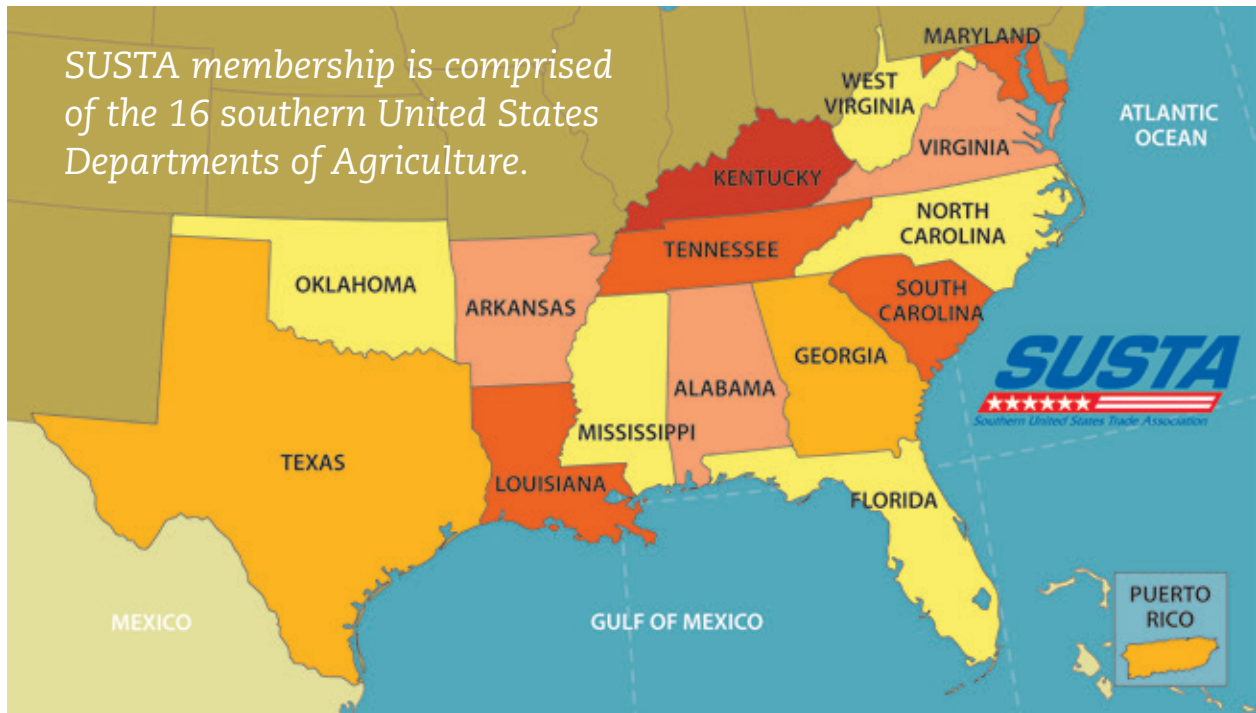 SUSTA membership is comprised
of the 16 southern United States
Departments of Agriculture.
MARYLAND
WEST
VIRGINIA
ATLANTIC
OCEAN
VIRGINIA
KENTUCKY
NORTH
CAROLINA
TENNESSEE
OKLAHOMA
ARKANSAS
SOUTH
CAROLINA
GEORGIA
SUSTA
Southern United States Trade Association
ALABAMA
MISSISSIPPI
TEXAS
LOUISIANA
FLORIDA
PUERTO
RICO
MEXICO
GULF OF MEXICO